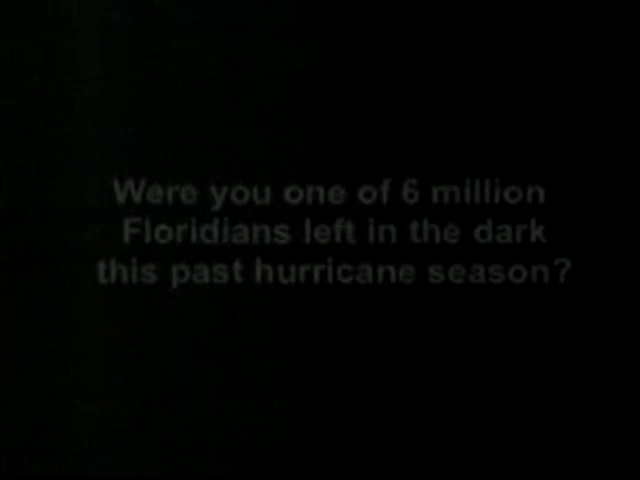 Were you one of 6 million
Floridians left in the dark
this past hurricane season?